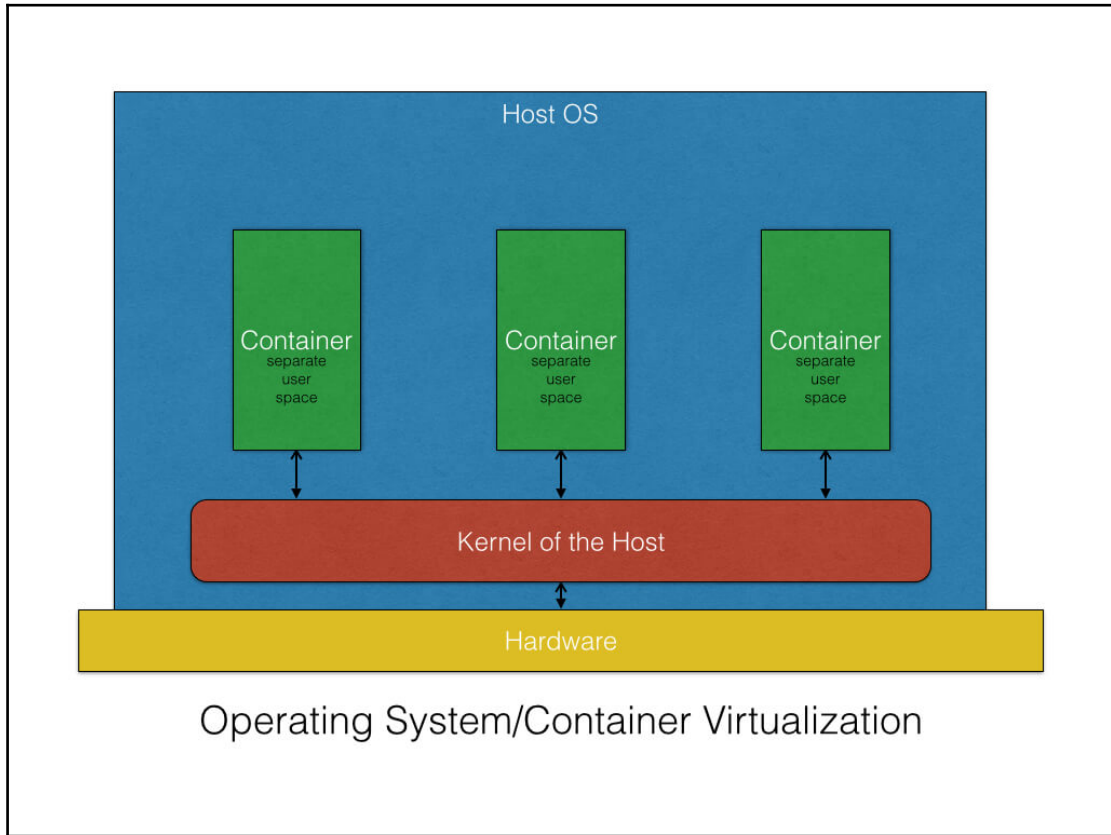 Host OS
Container
separate
user
space
Container
separate
user
space
Container
separate
user
space
Kernel of the Host
Hardware
Operating System/Container Virtualization